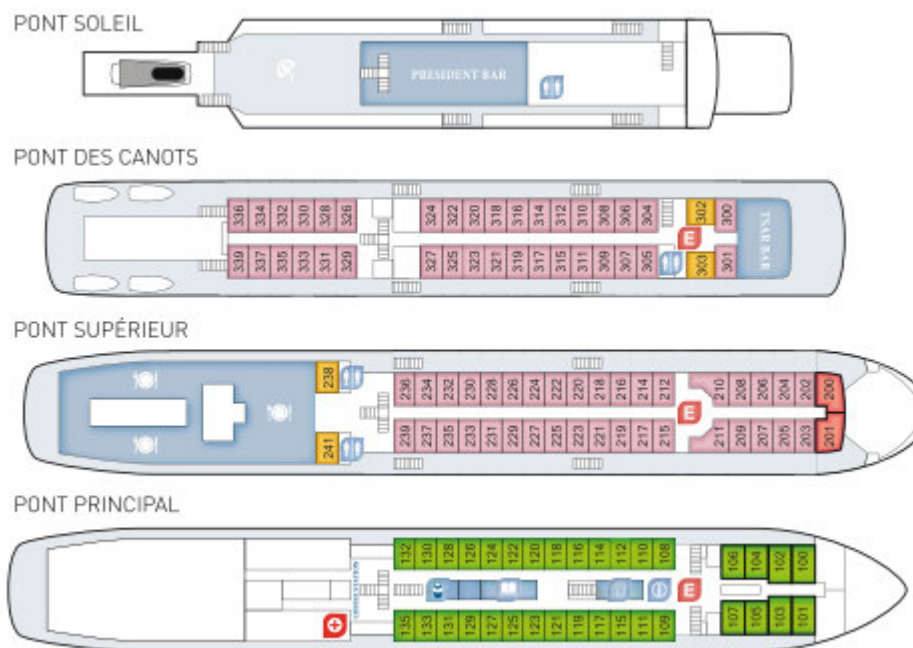 PONT SOLEIL
PRESIDENT BAR
PONT DES CANOTS
336 334 332 330 328 326 324 322 320 318 316 314 312 310 308 306 304 302 300
E
TSAR BAR
339 337 335 333 331 329 327 325 323 321 319 317 315 311 309 307 305 303 301
PONT SUPÉRIEUR
238 236 234 232 230 228 226 224 222 220 218 216 214 212 210 208 206 204 202 200
E
241 239 237 235 233 231 229 227 225 223 221 219 217 215 211 209 207 205 203 201
PONT PRINCIPAL
132 130 128 126 124 122 120 118 116 114 112 110 108 106 104 102 100
E
135 133 131 129 127 125 123 121 119 117 115 111 109 107 105 103 101